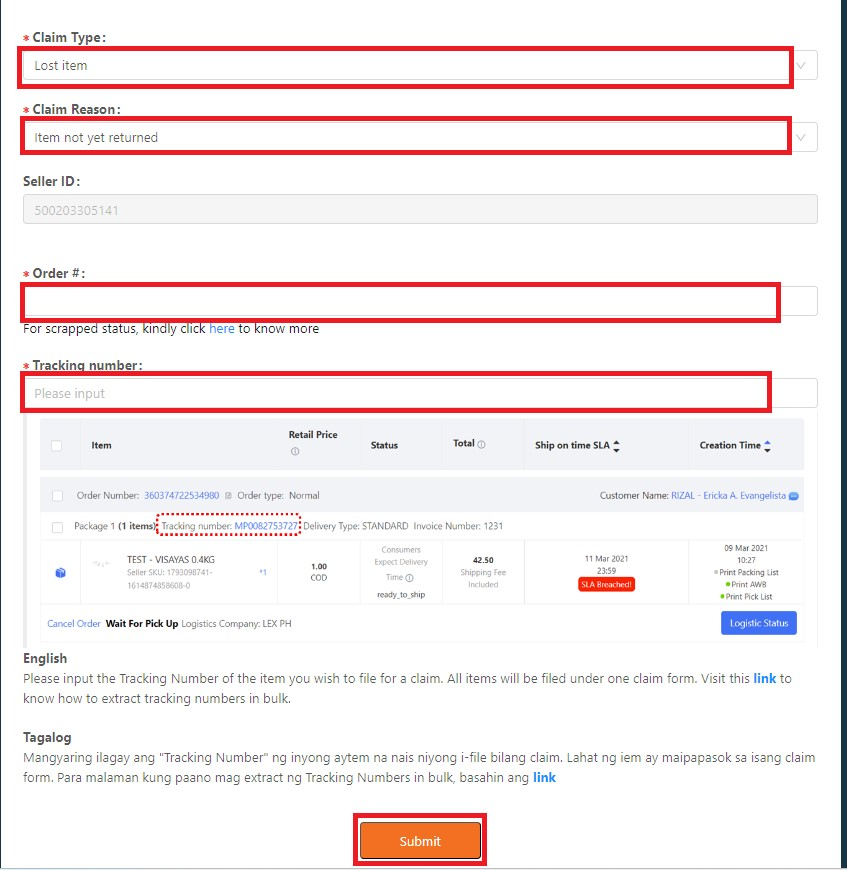 * Claim Type:
Lost item
* Claim Reason:
Item not yet returned
Seller ID:
500203305141
* Order #:
For scrapped status, kindly click here to know more
* Tracking number:
Please input
Item Retail Price Status Total Ship on time SLA Creation Time
Order Number: 360374722534980 Order type: Normal Customer Name: RIZAL - Ericka A. Evangelista
Package 1 (1 items) Tracking number: MP0082753727 Delivery Type: STANDARD Invoice Number: 1231
TEST - VISAYAS 0.4KG
Seller SKU: 1793098741-
1614874858608-0
*1
1.00
COD
Consumers
Expect Delivery
Time
ready_to_ship
42.50
Shipping Fee
Included
11 Mar 2021
23:59
SLA Breached!
09 Mar 2021
10:27
Print Packing List
Print AWB
Print Pick List
Cancel Order Wait For Pick Up Logistics Company: LEX PH Logistic Status
English
Please input the Tracking Number of the item you wish to file for a claim. All items will be filed under one claim form. Visit this link to
know how to extract tracking numbers in bulk.
Tagalog
Mangyaring ilagay ang "Tracking Number" ng inyong aytem na nais niyong i-file bilang claim. Lahat ng iem ay maipapasok sa isang claim
form. Para malaman kung paano mag extract ng Tracking Numbers in bulk, basahin ang link
Submit